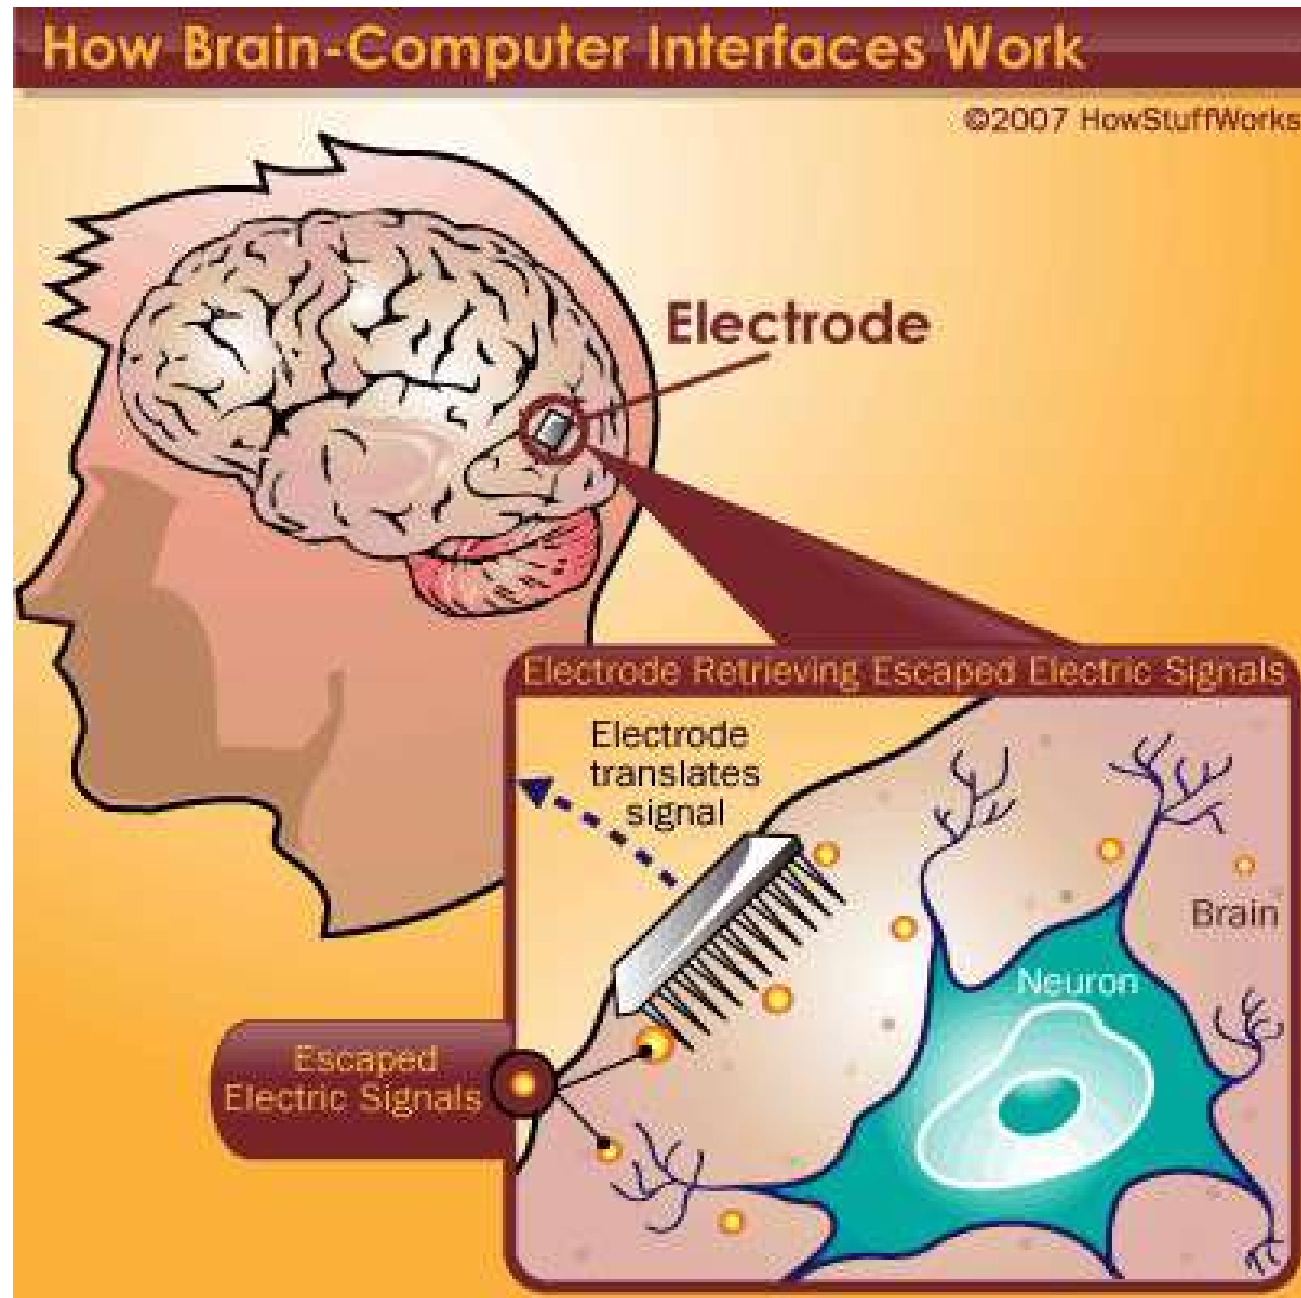 How Brain-Computer Interfaces Work
©2007 HowStuffWorks
Electrode
Electrode Retrieving Escaped Electric Signals
Electrode
translates
signal
Brain
Neuron
Escaped
Electric Signals